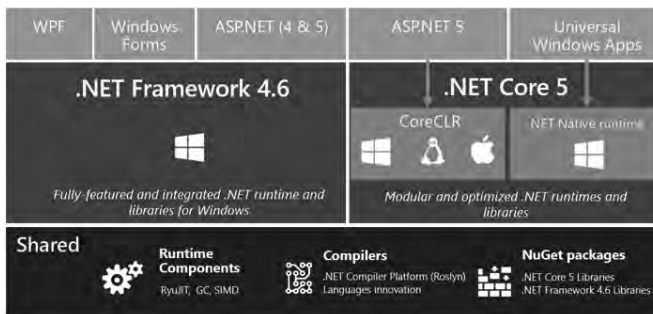 WPF
Windows
Forms
ASP.NET (4 & 5)
ASP.NET 5
Universal
Windows Apps
.NET Framework 4.6
.NET Core 5
CoreCLR
.NET Native runtime
Fully-featured and integrated .NET runtime and
libraries for Windows
Modular and optimized .NET runtimes and
libraries
Shared
Runtime
Components
RyuJIT, GC, SIMD
Compilers
.NET Compiler Platform (Roslyn)
Languages innovation
NuGet packages
.NET Core 5 Libraries
.NET Framework 4.6 Libraries